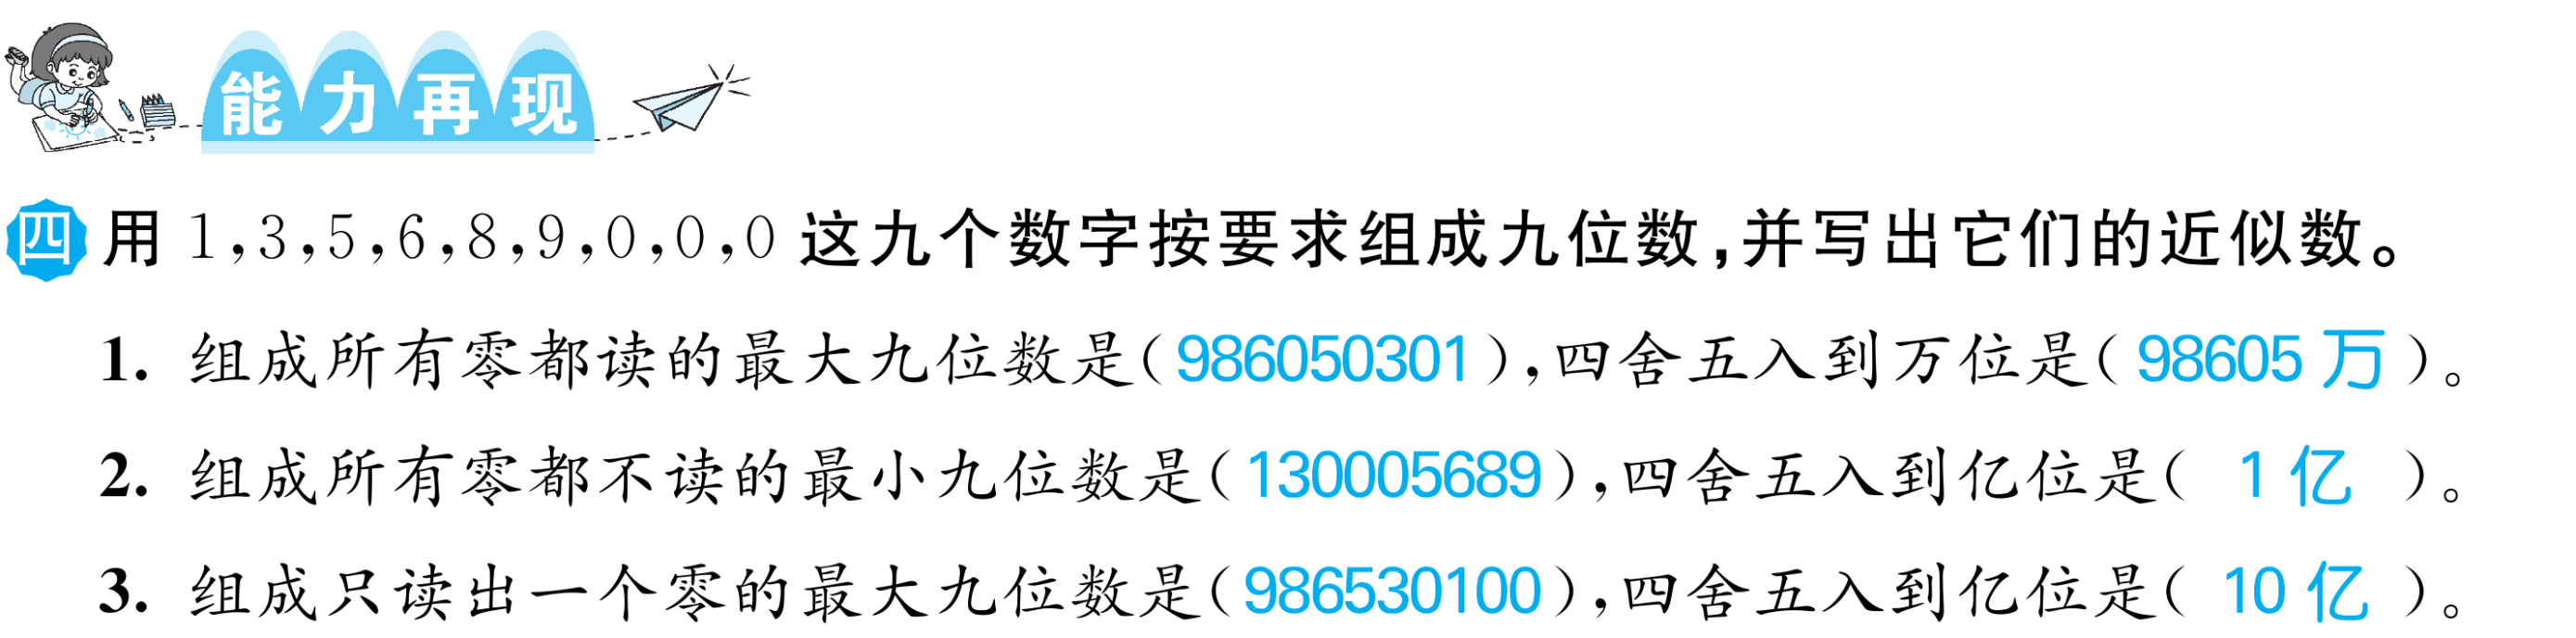 能力再现
四 用 1,3,5,6,8,9,0,0,0 这九个数字按要求组成九位数,并写出它们的近似数。
1. 组成所有零都读的最大九位数是(986050301),四舍五入到万位是(98605 万)。
2. 组成所有零都不读的最小九位数是(130005689),四舍五入到亿位是( 1 亿 )。
3. 组成只读出一个零的最大九位数是(986530100),四舍五入到亿位是( 10 亿 )。